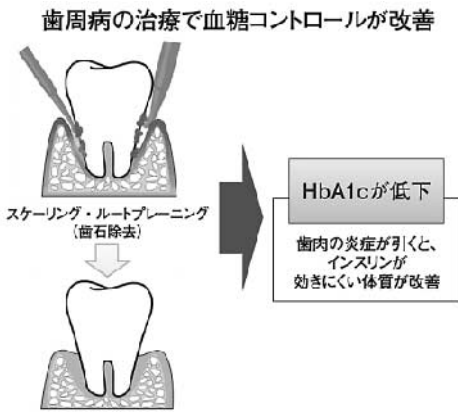 歯周病の治療で血糖コントロールが改善
スケーリング・ルートプレーニング
(歯石除去)
HbA1cが低下
歯肉の炎症が引くと、
インスリンが
効きにくい体質が改善